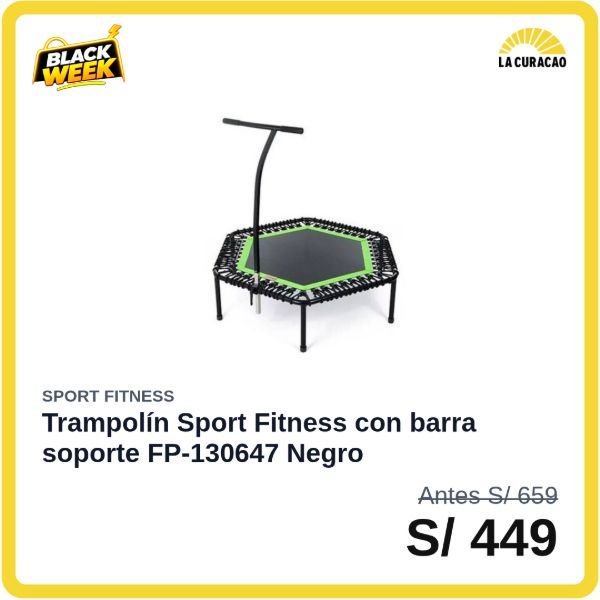 BLACK
WEEK
LA CURACAO
SPORT FITNESS
Trampolín Sport Fitness con barra
soporte FP-130647 Negro
Antes S/ 659
S/ 449